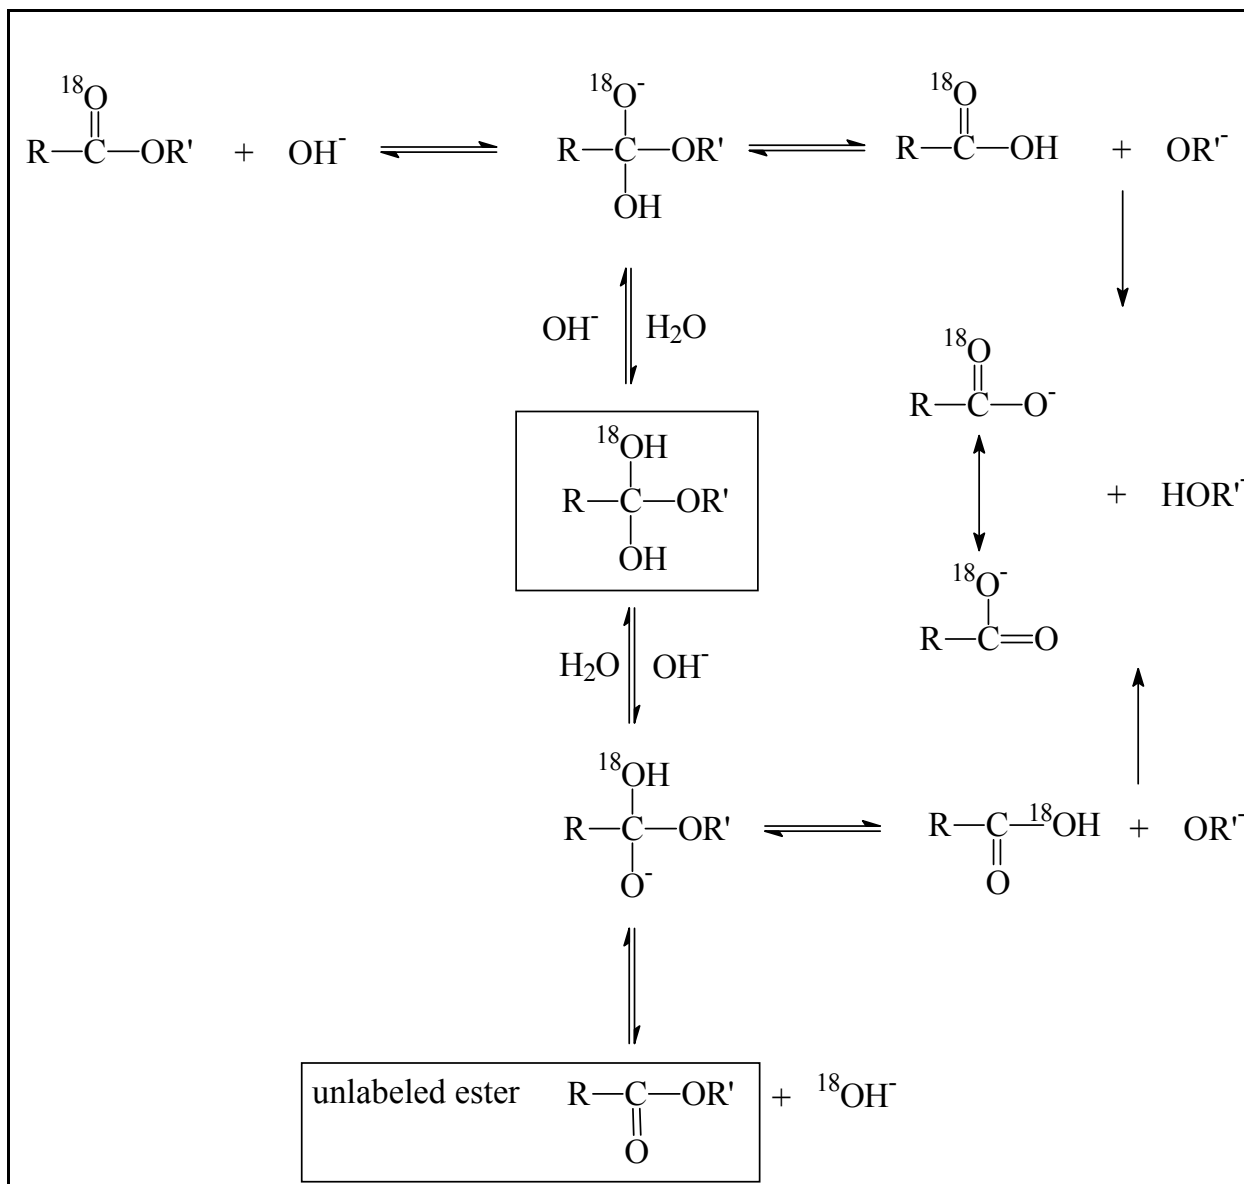 18O 18O- 18O
R—C—OR' + OH- R—C—OR' R—C—OH + OR'-
OH
OH- H2O
18O
R—C—O-
18OH
R—C—OR' + HOR'-
OH
18O-
R—C=O
H2O OH-
18OH
R—C—OR' R—C—18OH + OR'-
O- O
unlabeled ester R—C—OR' + 18OH-
O